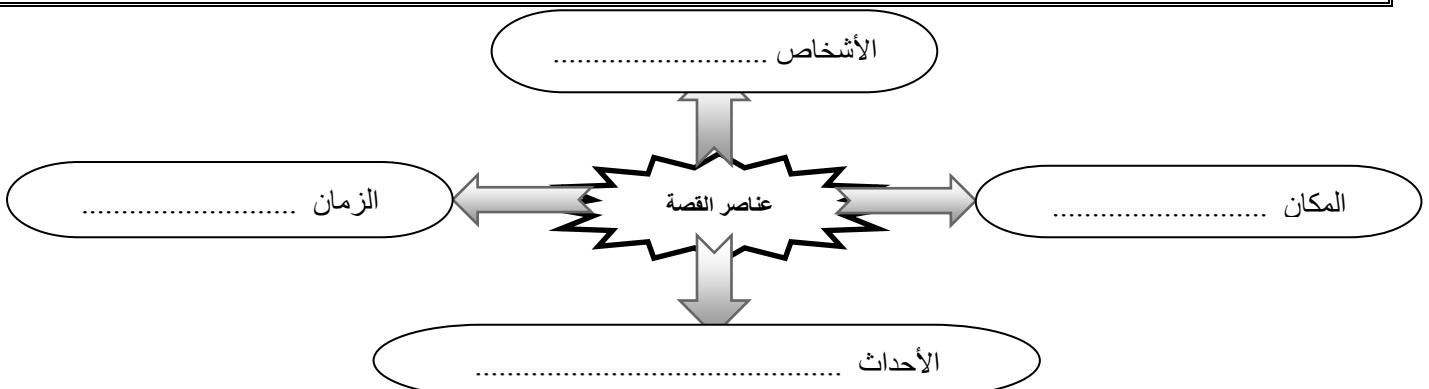 الأشخاص ...........................
المكان ...........................
عناصر القصة
الزمان ...........................
الأحداث ..............................................